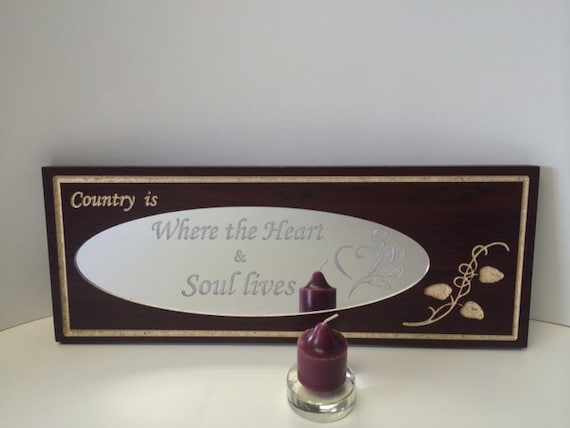 Country is
Where the Heart
&
Soul lives